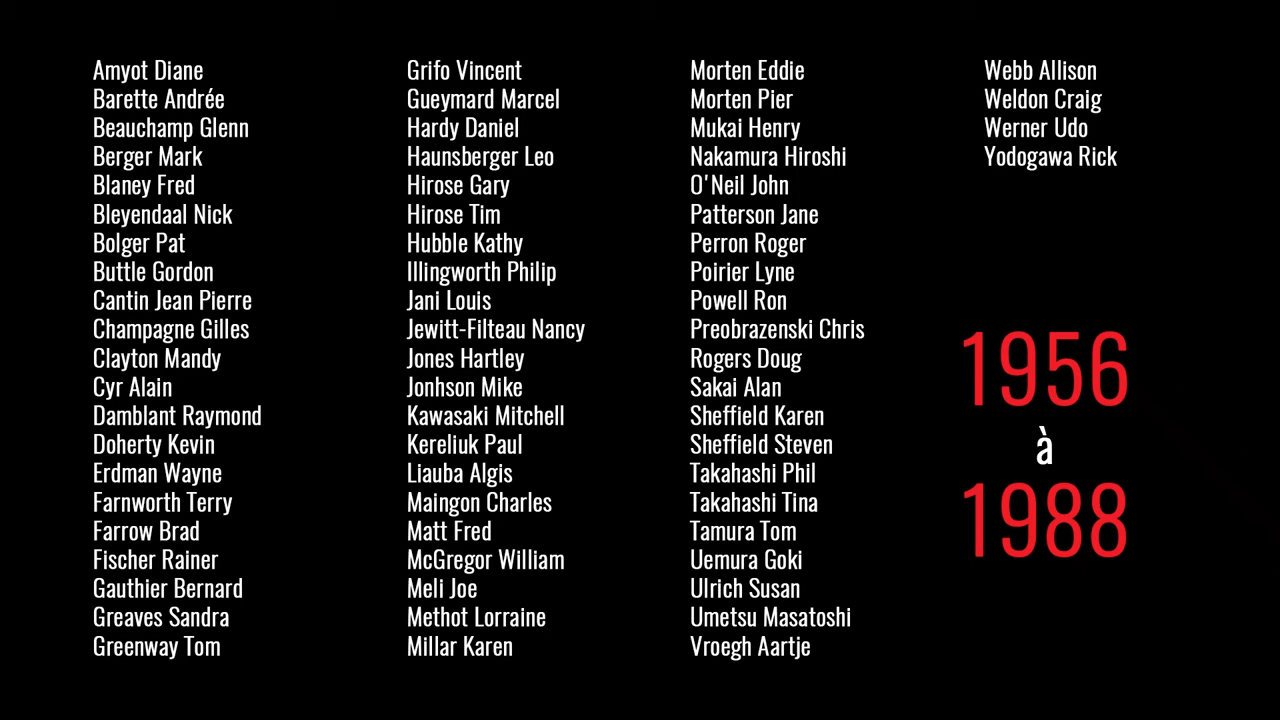 Amyot Diane
Barette Andrée
Beauchamp Glenn
Berger Mark
Blaney Fred
Bleyendaal Nick
Bolger Pat
Buttle Gordon
Cantin Jean Pierre
Champagne Gilles
Clayton Mandy
Cyr Alain
Damblant Raymond
Doherty Kevin
Erdman Wayne
Farnworth Terry
Farrow Brad
Fischer Rainer
Gauthier Bernard
Greaves Sandra
Greenway Tom
Grifo Vincent
Gueymard Marcel
Hardy Daniel
Haunsberger Leo
Hirose Gary
Hirose Tim
Hubble Kathy
Illingworth Philip
Jani Louis
Jewitt-Filteau Nancy
Jones Hartley
Jonhson Mike
Kawasaki Mitchell
Kereliuk Paul
Liauba Algis
Maingon Charles
Matt Fred
McGregor William
Meli Joe
Methot Lorraine
Millar Karen
Morten Eddie
Morten Pier
Mukai Henry
Nakamura Hiroshi
O'Neil John
Patterson Jane
Perron Roger
Poirier Lyne
Powell Ron
Preobrazenski Chris
Rogers Doug
Sakai Alan
Sheffield Karen
Sheffield Steven
Takahashi Phil
Takahashi Tina
Tamura Tom
Uemura Goki
Ulrich Susan
Umetsu Masatoshi
Vroegh Aartje
Webb Allison
Weldon Craig
Werner Udo
Yodogawa Rick
1956
à
1988